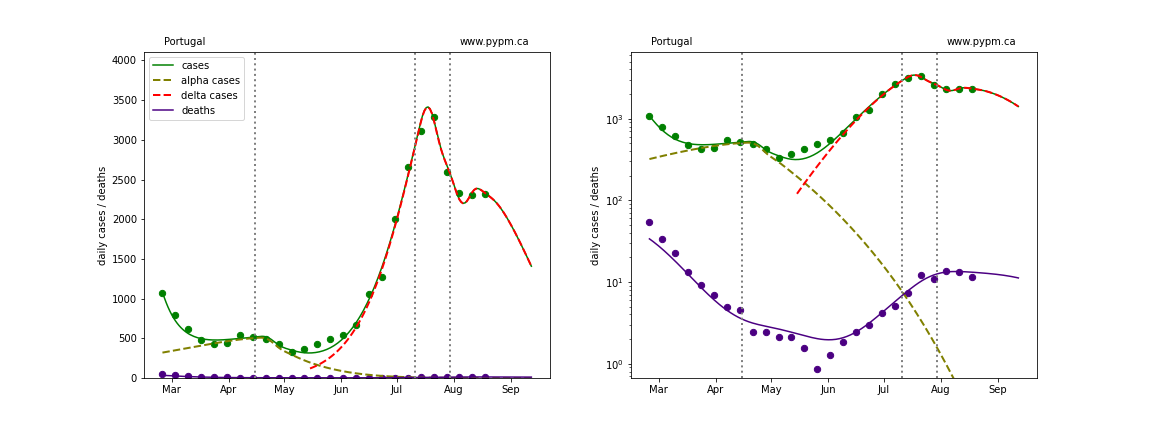 Portugal
www.pypm.ca
4000
3500
3000
2500
2000
1500
1000
500
0
daily cases / deaths
cases
alpha cases
delta cases
deaths
Mar Apr May Jun Jul Aug Sep
Portugal
www.pypm.ca
10³
10²
10¹
10⁰
daily cases / deaths
Mar Apr May Jun Jul Aug Sep